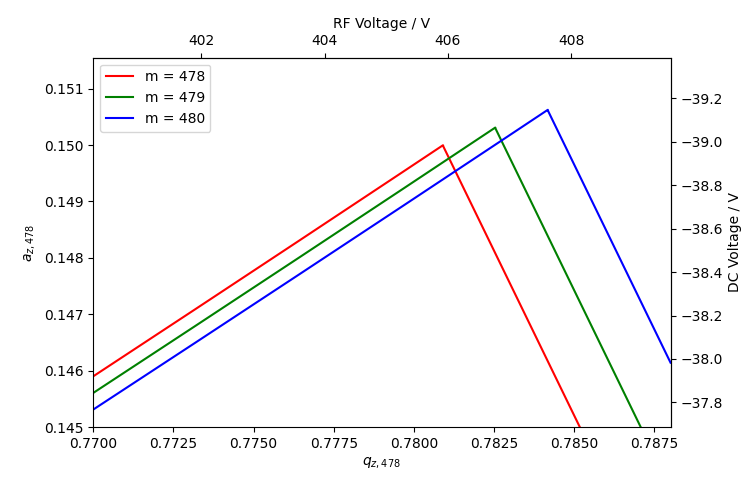 RF Voltage / V
402 404 406 408
m = 478
m = 479
m = 480
0.151
0.150
0.149
0.148
0.147
0.146
0.145
a_{z, 478}
−39.2
−39.0
−38.8
−38.6
−38.4
−38.2
−38.0
−37.8
DC Voltage / V
0.7700 0.7725 0.7750 0.7775 0.7800 0.7825 0.7850 0.7875
q_{z, 478}